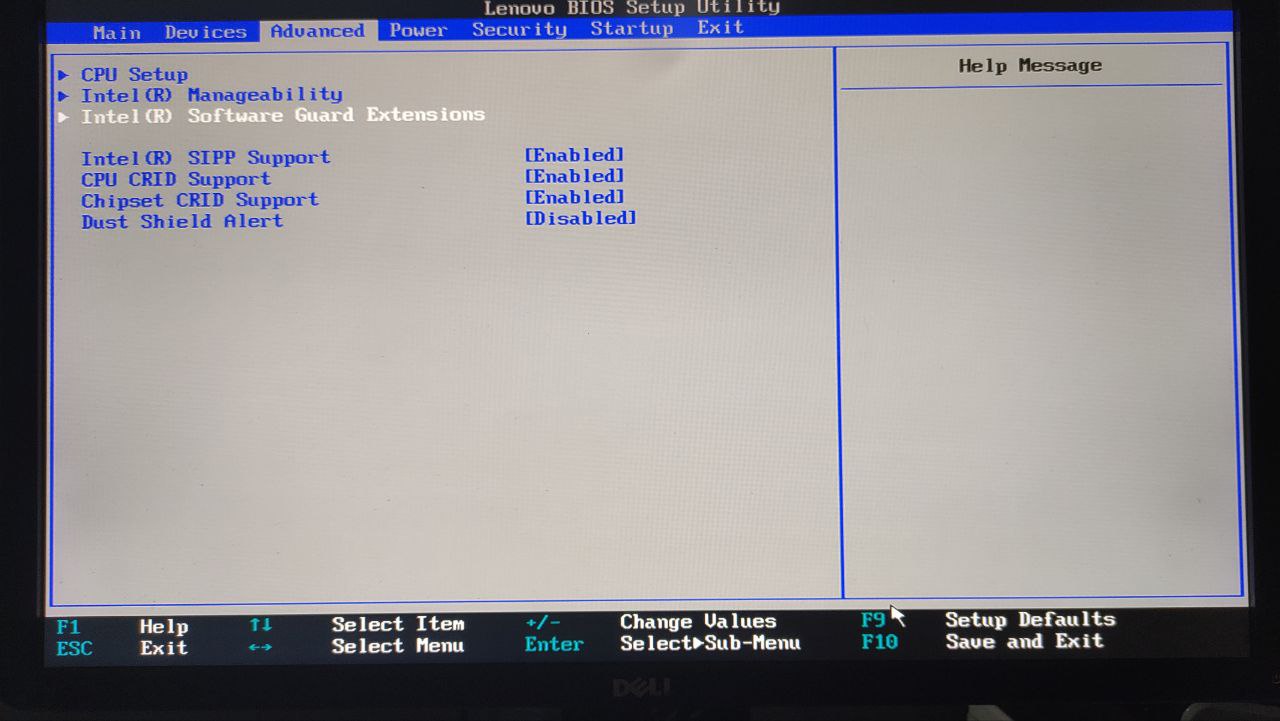 Lenovo BIOS Setup Utility
Main Devices Advanced Power Security Startup Exit
Help Message
▶ CPU Setup
▶ Intel(R) Manageability
▶ Intel(R) Software Guard Extensions
Intel(R) SIPP Support [Enabled]
CPU CRID Support [Enabled]
Chipset CRID Support [Enabled]
Dust Shield Alert [Disabled]
F1 Help ↑↓ Select Item +/- Change Values F9 Setup Defaults
ESC Exit ←→ Select Menu Enter Select▶Sub-Menu F10 Save and Exit
DELL